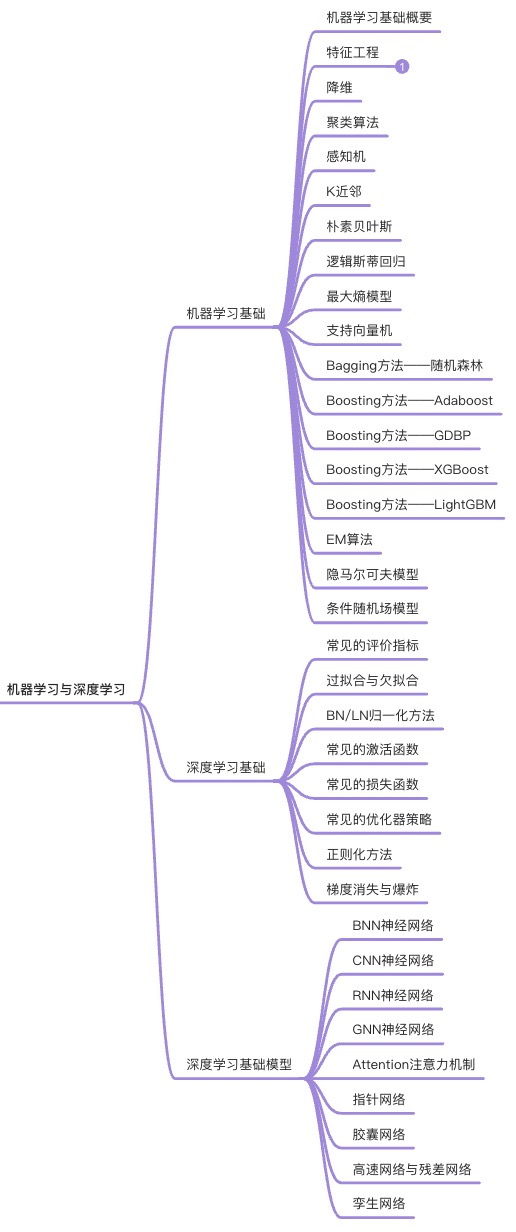 机器学习基础概要
特征工程
1
降维
聚类算法
感知机
K近邻
朴素贝叶斯
逻辑斯蒂回归
机器学习基础
最大熵模型
支持向量机
Bagging方法——随机森林
Boosting方法——Adaboost
Boosting方法——GDBP
Boosting方法——XGBoost
Boosting方法——LightGBM
EM算法
隐马尔可夫模型
条件随机场模型
常见的评价指标
过拟合与欠拟合
机器学习与深度学习
BN/LN归一化方法
常见的激活函数
深度学习基础
常见的损失函数
常见的优化器策略
正则化方法
梯度消失与爆炸
BNN神经网络
CNN神经网络
RNN神经网络
GNN神经网络
深度学习基础模型
Attention注意力机制
指针网络
胶囊网络
高速网络与残差网络
孪生网络